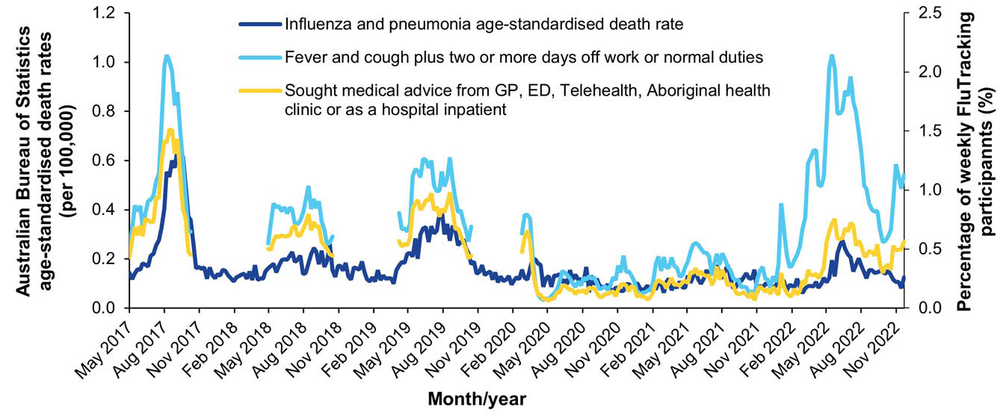 Australian Bureau of Statistics
age-standardised death rates
(per 100,000)
1.2
1.0
0.8
0.6
0.4
0.2
0.0
Influenza and pneumonia age-standardised death rate
Fever and cough plus two or more days off work or normal duties
Sought medical advice from GP, ED, Telehealth, Aboriginal health
clinic or as a hospital inpatient
2.5
2.0
1.5
1.0
0.5
0.0
Percentage of weekly FluTracking
participannts (%)
May 2017
Aug 2017
Nov 2017
Feb 2018
May 2018
Aug 2018
Nov 2018
Feb 2019
May 2019
Aug 2019
Nov 2019
Feb 2020
May 2020
Aug 2020
Nov 2020
Feb 2021
May 2021
Aug 2021
Nov 2021
Feb 2022
May 2022
Aug 2022
Nov 2022
Month/year